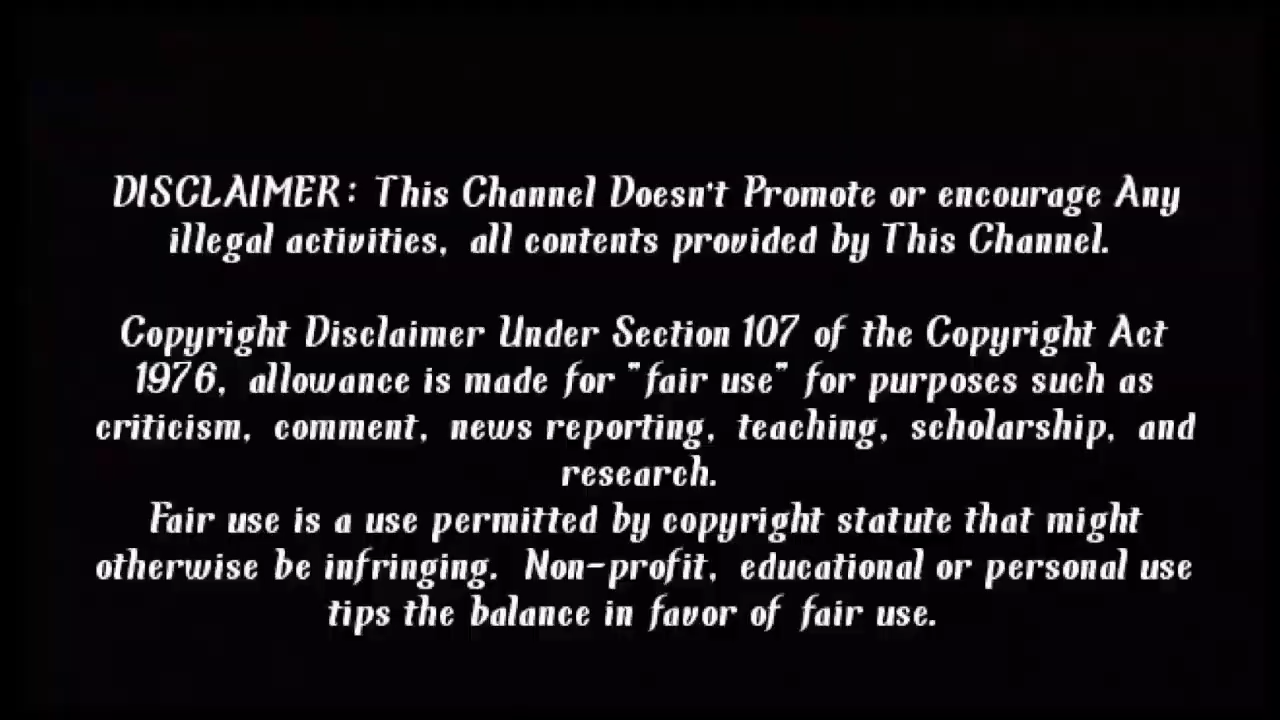 DISCLAIMER: This Channel Doesn't Promote or encourage Any
illegal activities, all contents provided by This Channel.
Copyright Disclaimer Under Section 107 of the Copyright Act
1976, allowance is made for "fair use" for purposes such as
criticism, comment, news reporting, teaching, scholarship, and
research.
Fair use is a use permitted by copyright statute that might
otherwise be infringing. Non-profit, educational or personal use
tips the balance in favor of fair use.